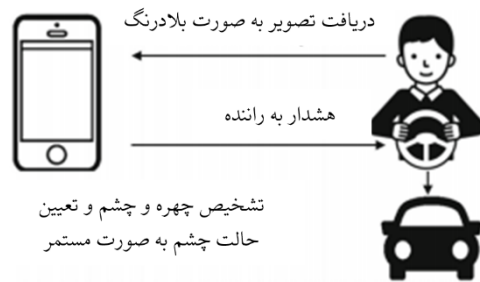 دریافت تصویر به صورت بلادرنگ
هشدار به راننده
تشخیص چهره و چشم و تعیین
حالت چشم به صورت مستمر